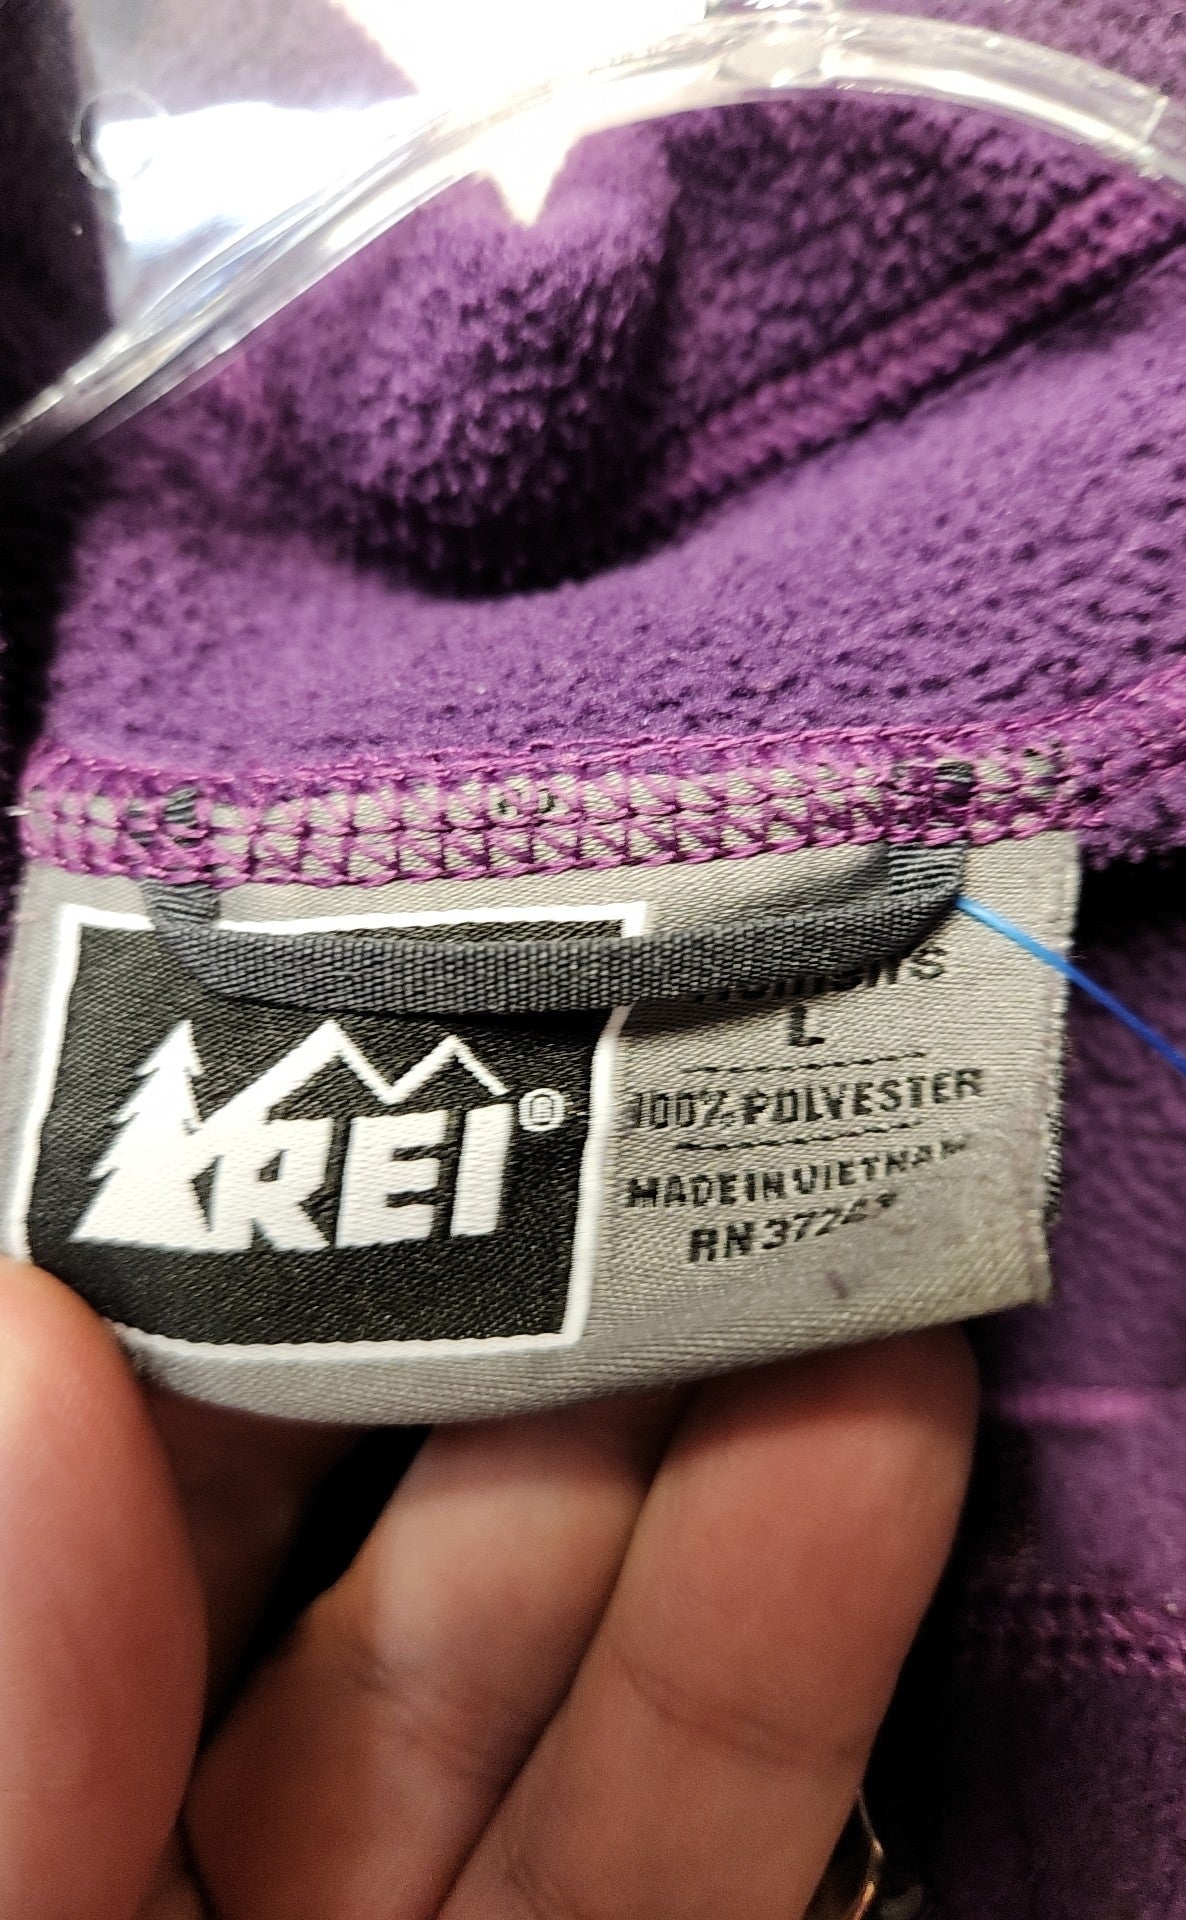 REI®
L
100% POLYESTER
MADE IN VIETNAM